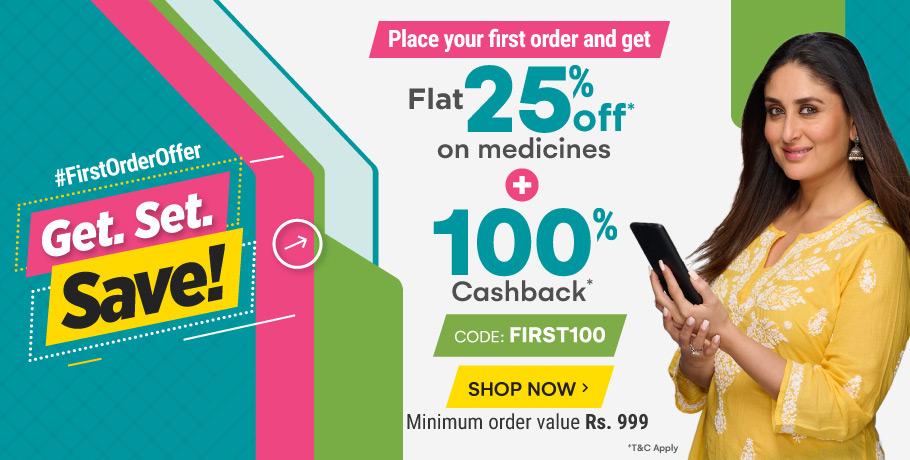 #FirstOrderOffer
Get. Set.
Save!
Place your first order and get
Flat 25% off*
on medicines
+
100%
Cashback*
CODE: FIRST100
SHOP NOW >
Minimum order value Rs. 999
*T&C Apply